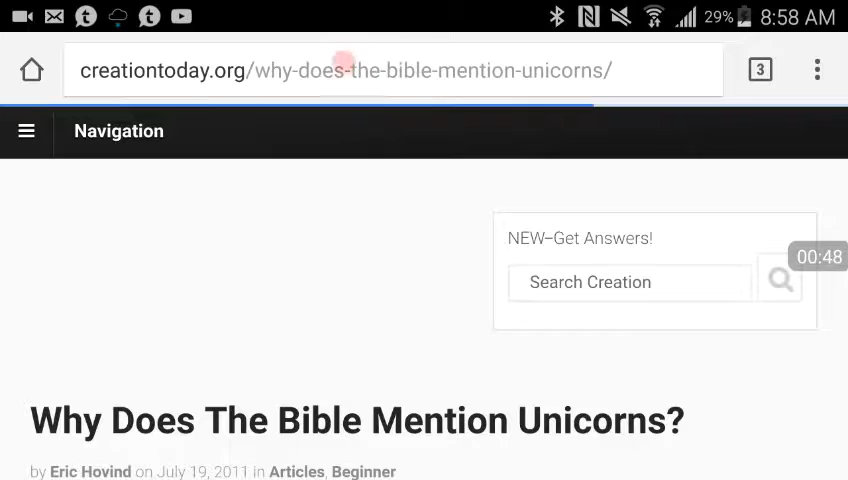 29% 8:58 AM
creationtoday.org/why-does-the-bible-mention-unicorns/
3
Navigation
NEW–Get Answers!
00:48
Search Creation
Why Does The Bible Mention Unicorns?
by Eric Hovind on July 19, 2011 in Articles, Beginner